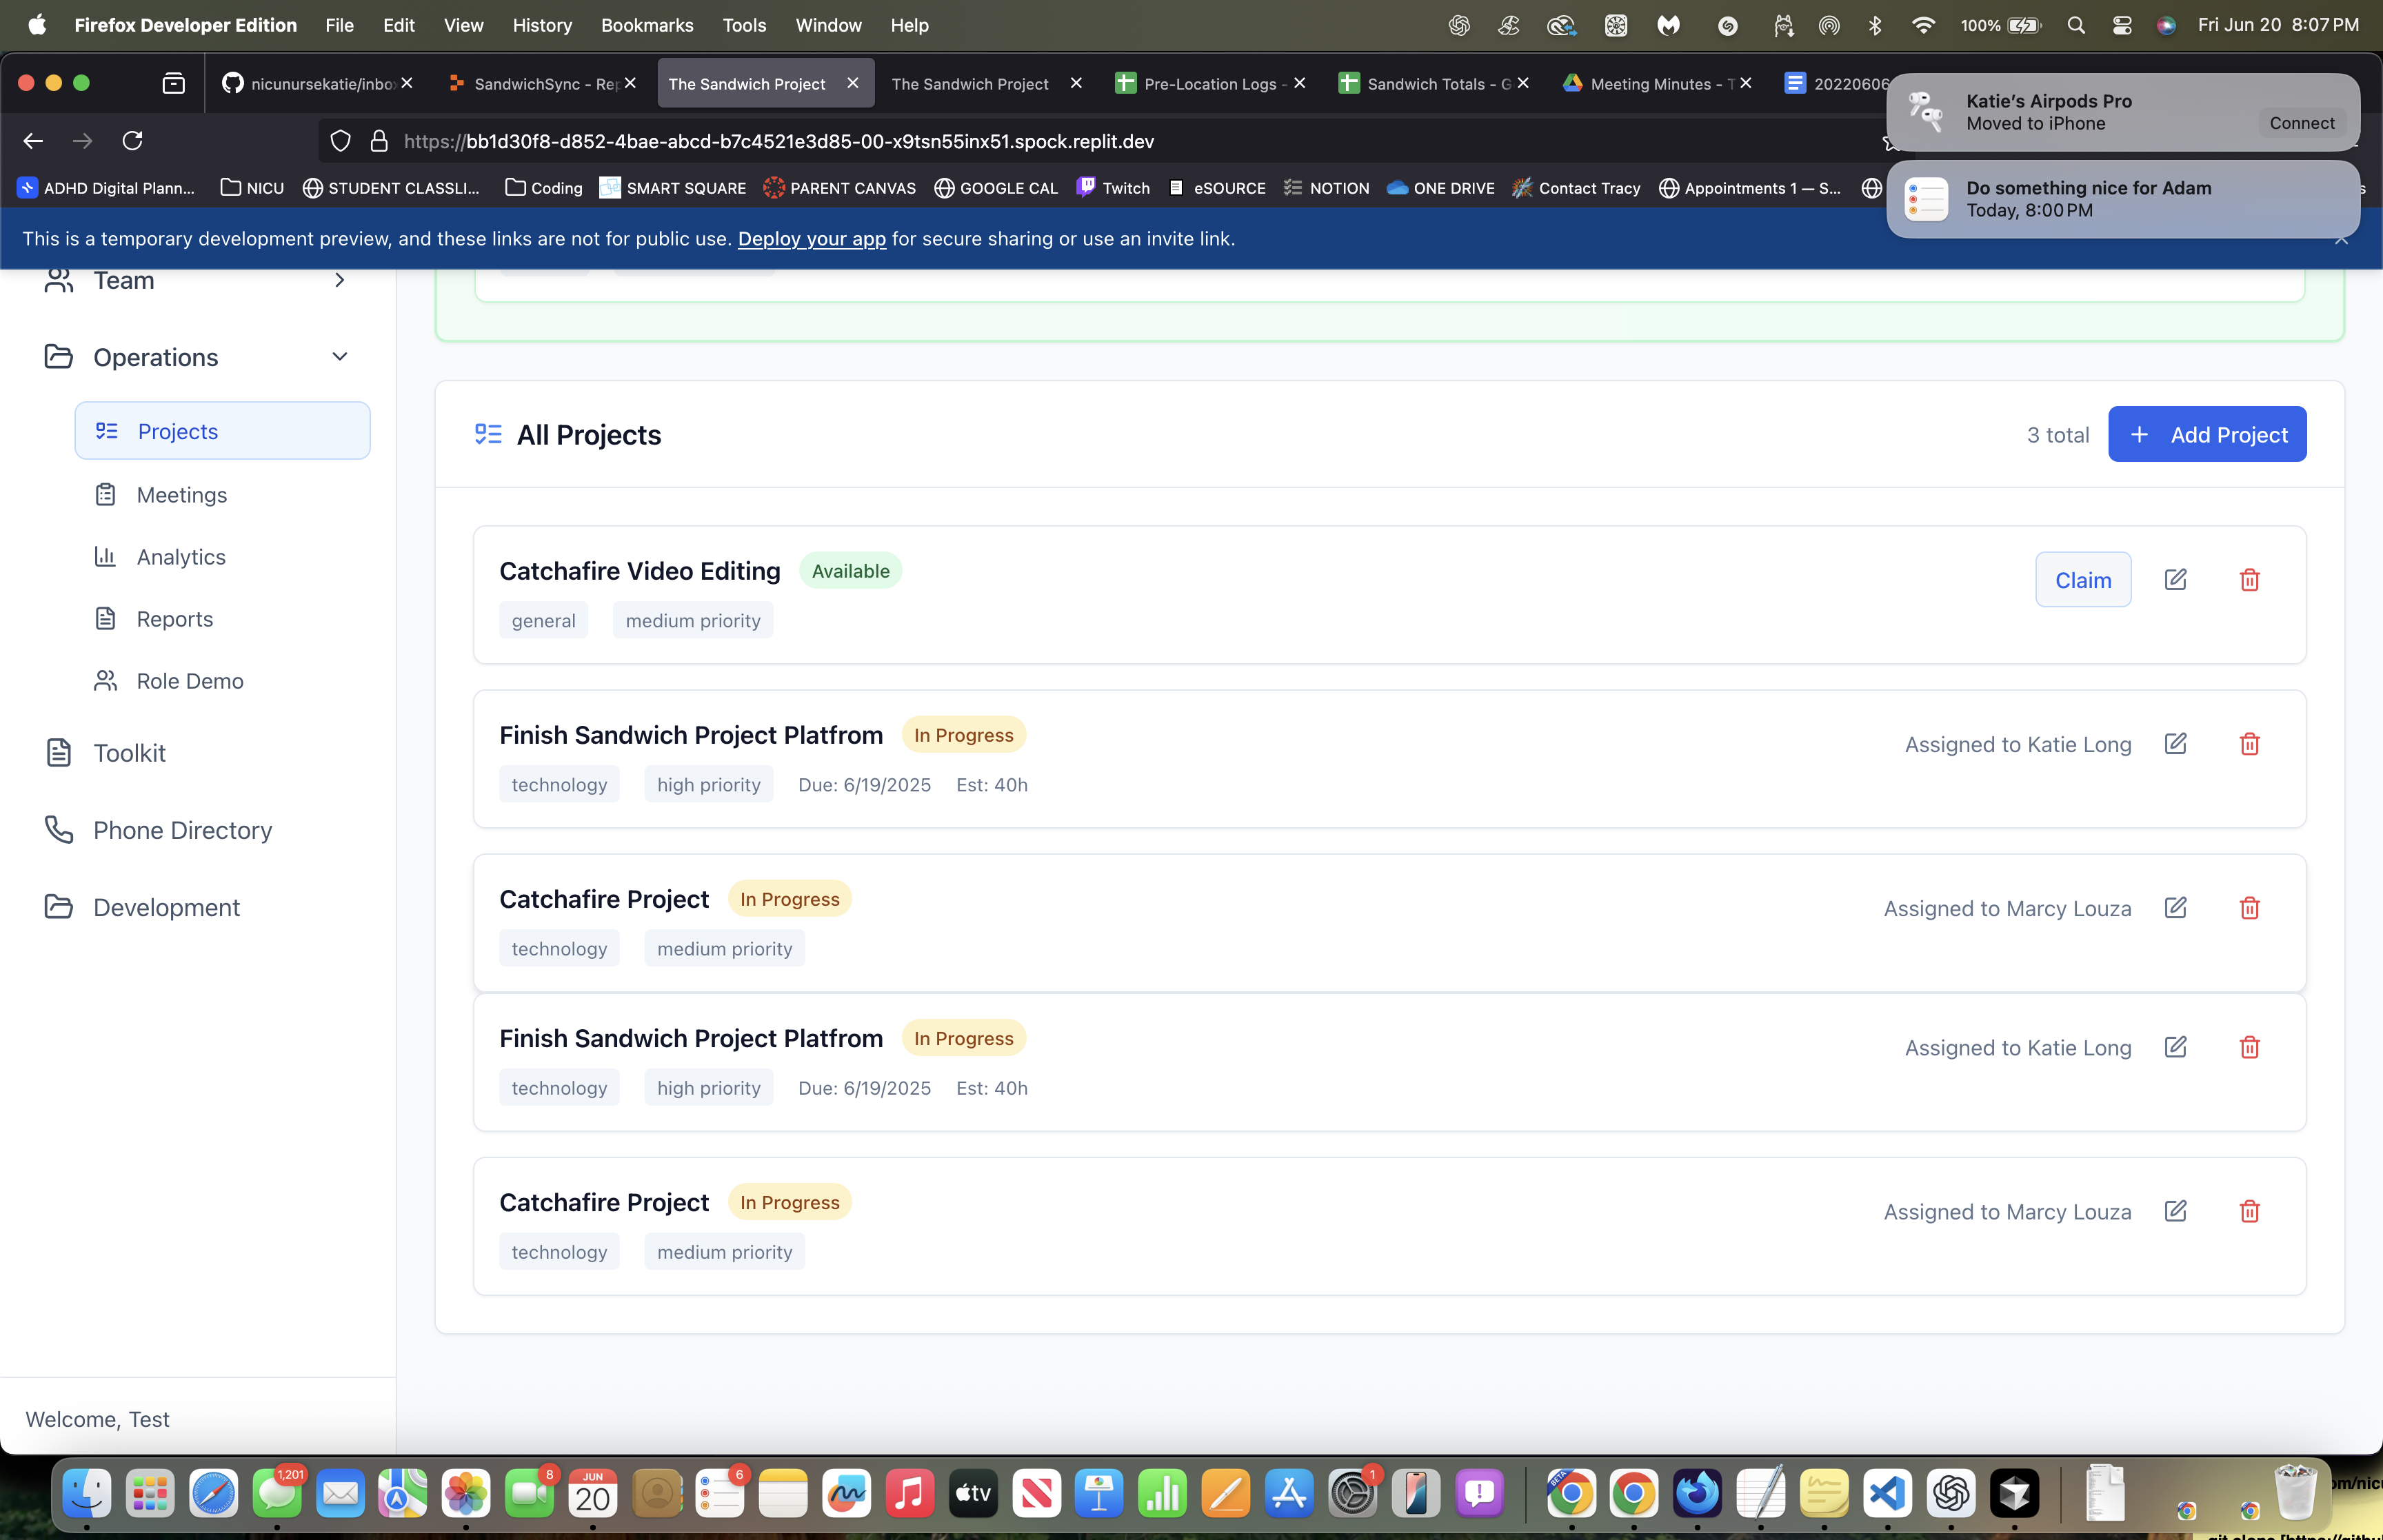 Firefox Developer Edition File Edit View History Bookmarks Tools Window Help 100% Fri Jun 20 8:07 PM
nicunursekatie/inbo SandwichSync - Rep The Sandwich Project The Sandwich Project Pre-Location Logs - Sandwich Totals - G Meeting Minutes - T 20220606
Katie's Airpods Pro
Moved to iPhone
Connect
https://bb1d30f8-d852-4bae-abcd-b7c4521e3d85-00-x9tsn55inx51.spock.replit.dev
ADHD Digital Plann... NICU STUDENT CLASSLI... Coding SMART SQUARE PARENT CANVAS GOOGLE CAL Twitch eSOURCE NOTION ONE DRIVE Contact Tracy Appointments 1 — S...
Do something nice for Adam
Today, 8:00 PM
This is a temporary development preview, and these links are not for public use. Deploy your app for secure sharing or use an invite link.
Team
Operations
Projects
Meetings
Analytics
Reports
Role Demo
Toolkit
Phone Directory
Development
Welcome, Test
All Projects
3 total
+ Add Project
Catchafire Video Editing Available
general medium priority
Claim
Finish Sandwich Project Platfrom In Progress
technology high priority Due: 6/19/2025 Est: 40h
Assigned to Katie Long
Catchafire Project In Progress
technology medium priority
Assigned to Marcy Louza
Finish Sandwich Project Platfrom In Progress
technology high priority Due: 6/19/2025 Est: 40h
Assigned to Katie Long
Catchafire Project In Progress
technology medium priority
Assigned to Marcy Louza
1,201
8
JUN
20
6
tv
1
BETA
om/nicu